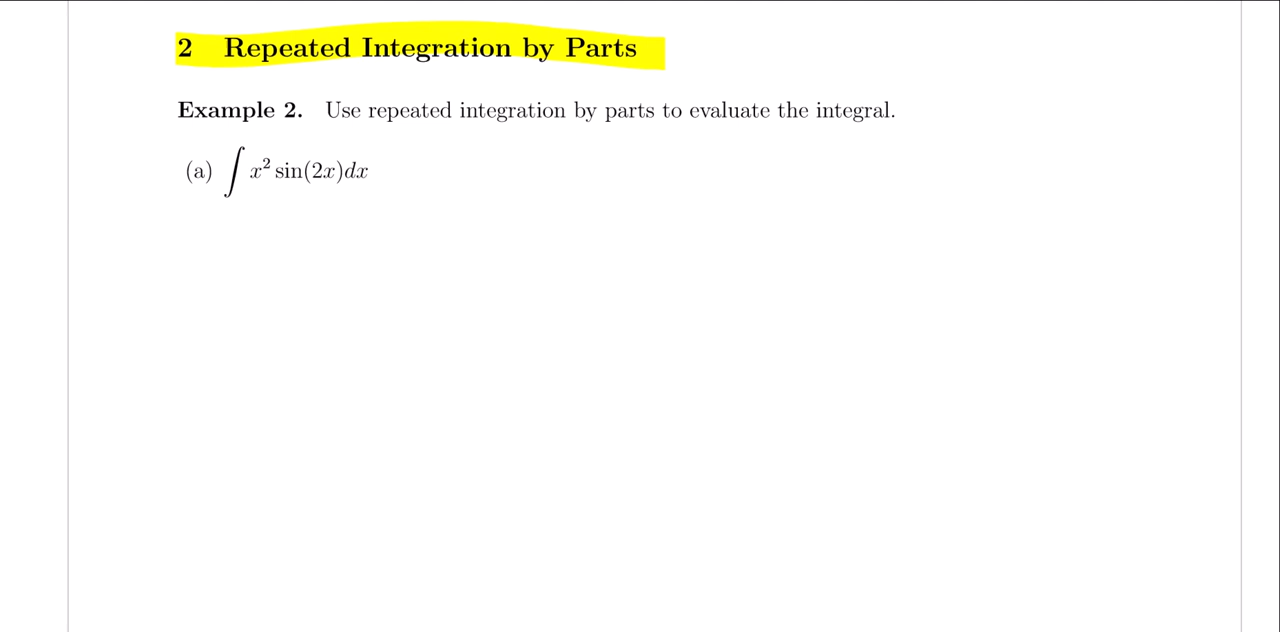 2 Repeated Integration by Parts
Example 2. Use repeated integration by parts to evaluate the integral.
(a) ∫ x² sin(2x)dx